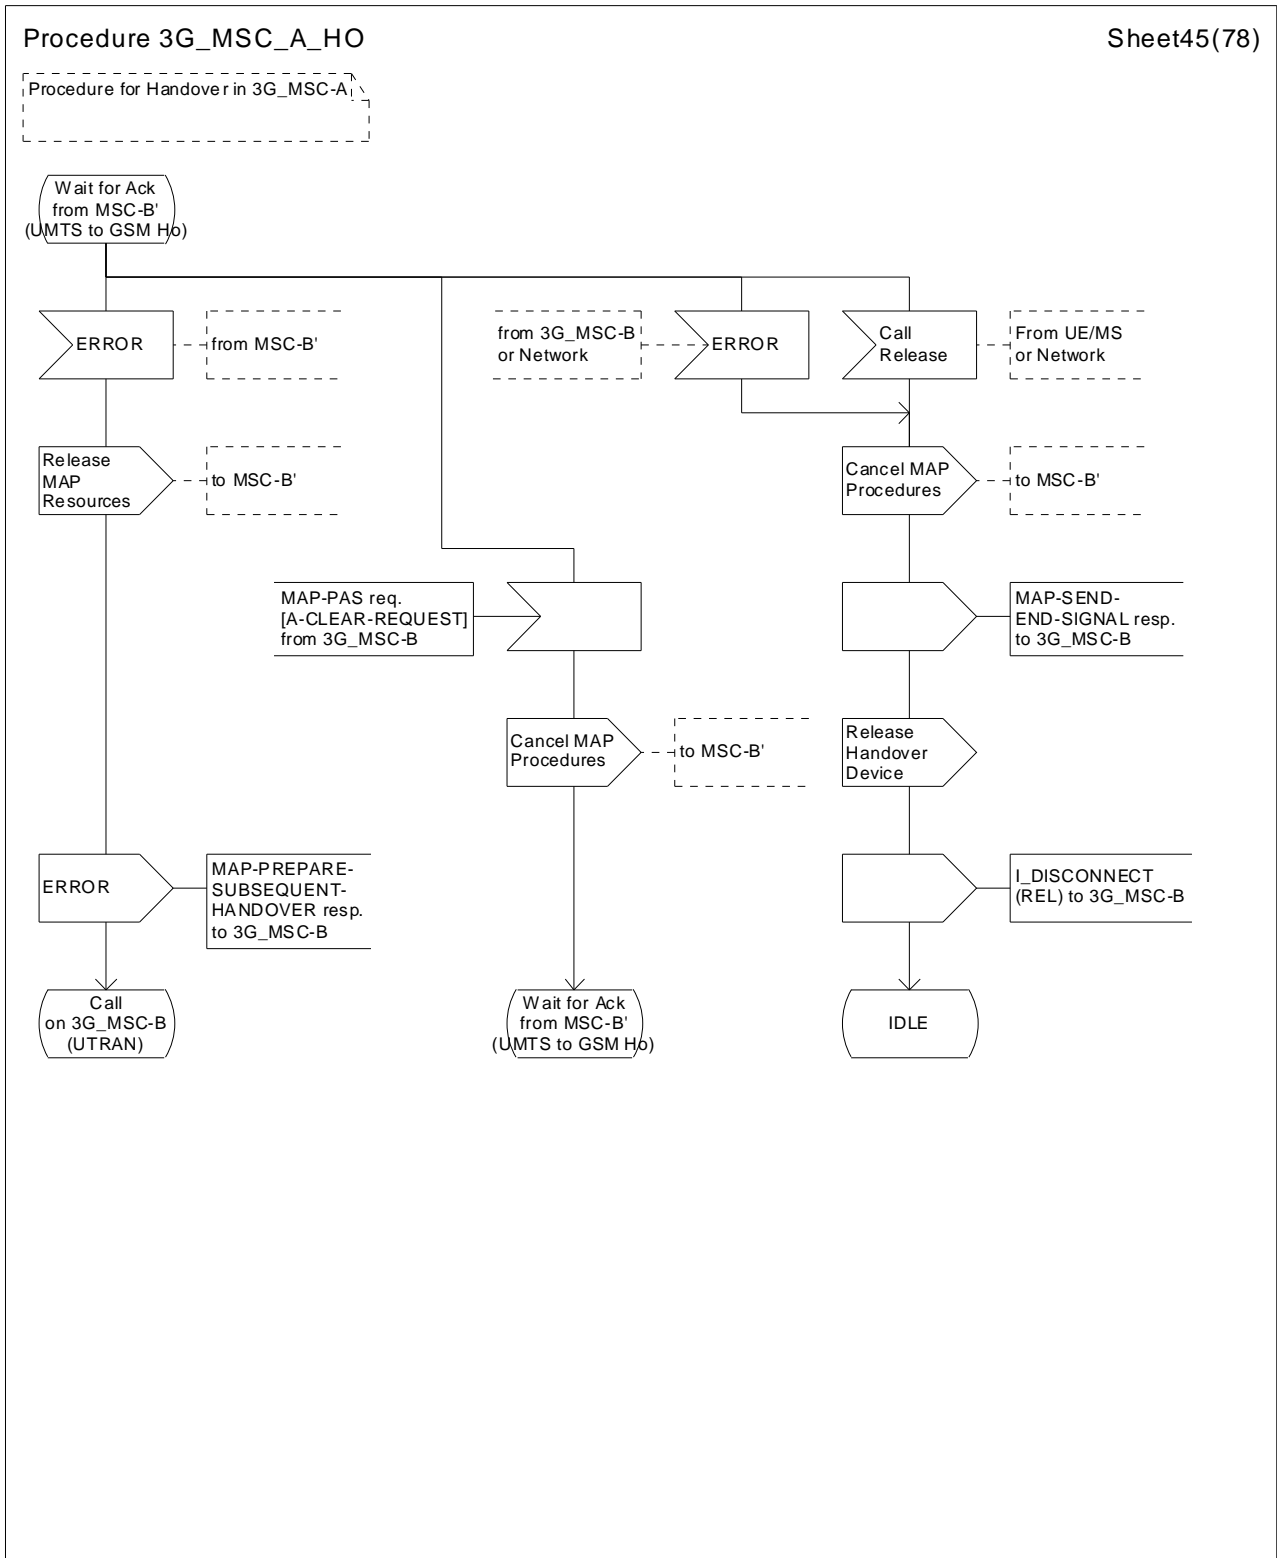 Procedure 3G_MSC_A_HO
Sheet45(78)
Procedure for Handover in 3G_MSC-A
Wait for Ack
from MSC-B'
(UMTS to GSM Ho)
ERROR
from MSC-B'
from 3G_MSC-B
or Network
ERROR
Call
Release
From UE/MS
or Network
Release
MAP
Resources
to MSC-B'
Cancel MAP
Procedures
to MSC-B'
MAP-PAS req.
[A-CLEAR-REQUEST]
from 3G_MSC-B
MAP-SEND-
END-SIGNAL resp.
to 3G_MSC-B
Cancel MAP
Procedures
to MSC-B'
Release
Handover
Device
ERROR
MAP-PREPARE-
SUBSEQUENT-
HANDOVER resp.
to 3G_MSC-B
I_DISCONNECT
(REL) to 3G_MSC-B
Call
on 3G_MSC-B
(UTRAN)
Wait for Ack
from MSC-B'
(UMTS to GSM Ho)
IDLE